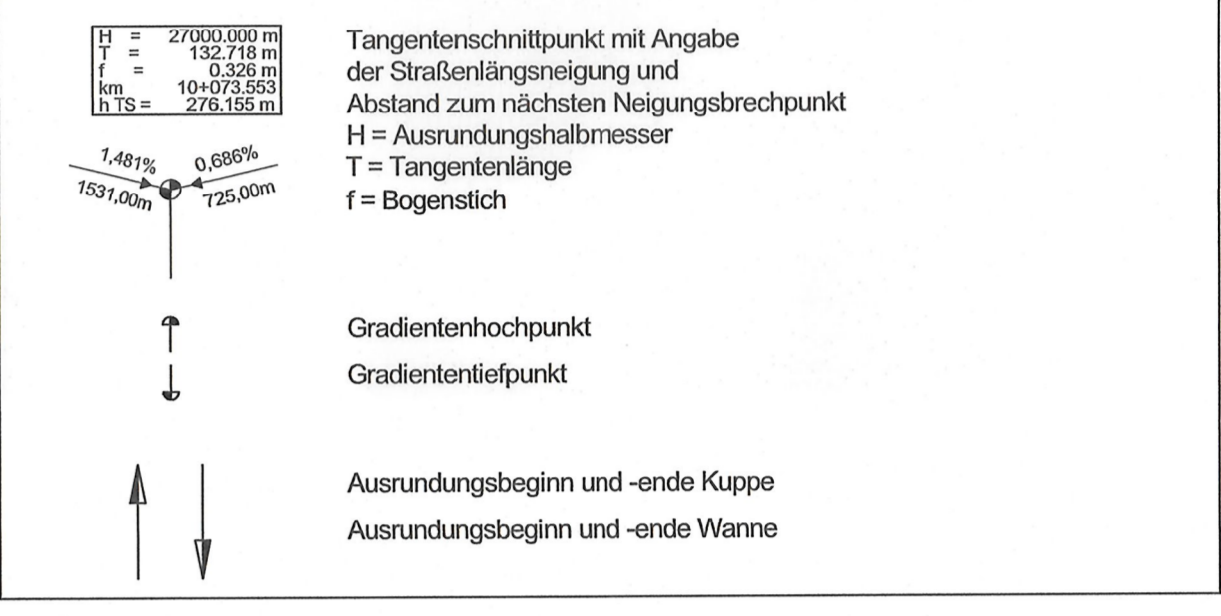 H = 27000.000 m
T = 132.718 m
f = 0.326 m
km 10+073.553
h TS = 276.155 m
1,481% 0,686%
1531,00m 725,00m
Tangentenschnittpunkt mit Angabe
der Straßenlängsneigung und
Abstand zum nächsten Neigungsbrechpunkt
H = Ausrundungshalbmesser
T = Tangentenlänge
f = Bogenstich
Gradientenhochpunkt
Gradiententiefpunkt
Ausrundungsbeginn und -ende Kuppe
Ausrundungsbeginn und -ende Wanne